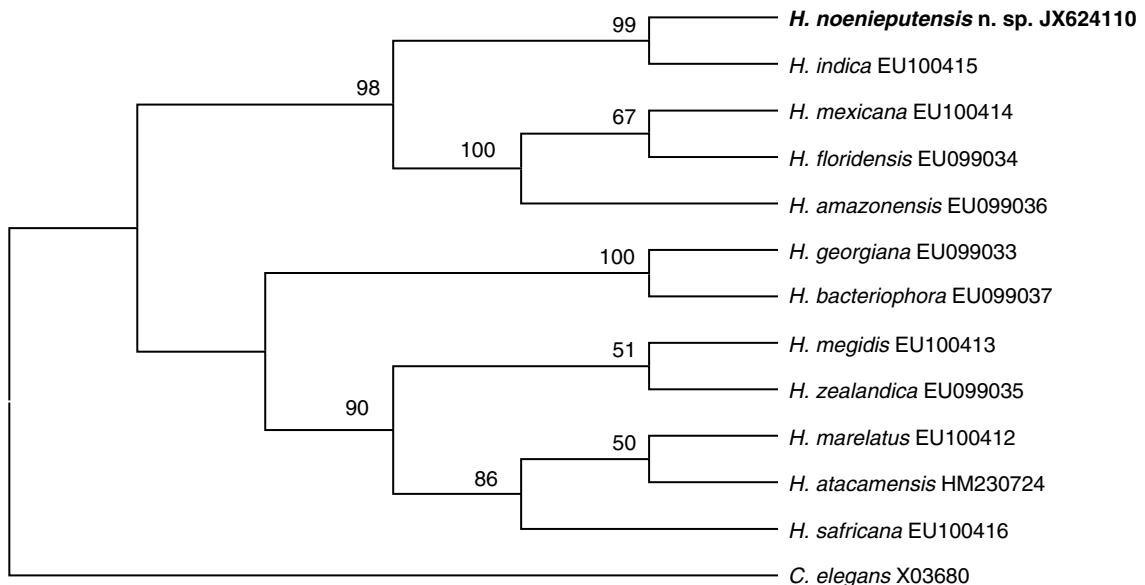 H. noenieputensis n. sp. JX624110
99
H. indica EU100415
98
H. mexicana EU100414
67
H. floridensis EU099034
100
H. amazonensis EU099036
H. georgiana EU099033
100
H. bacteriophora EU099037
H. megidis EU100413
51
H. zealandica EU099035
90
H. marelatus EU100412
50
H. atacamensis HM230724
86
H. safricana EU100416
C. elegans X03680